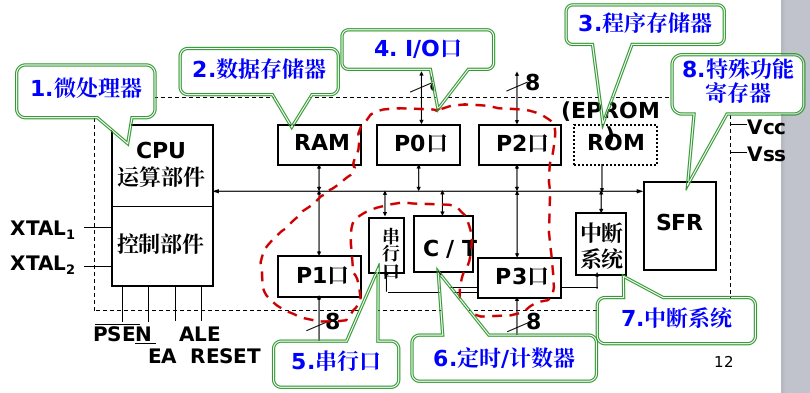 3.程序存储器
4. I/O口
2.数据存储器
8.特殊功能
寄存器
1.微处理器
8
(EPROM
)
Vcc
CPU
运算部件
RAM
P0口
P2口
ROM
Vss
控制部件
XTAL1
XTAL2
串
行
口
C / T
中断
系统
SFR
P1口
P3口
8
8
7.中断系统
PSEN
ALE
EA
RESET
5.串行口
6.定时/计数器
12